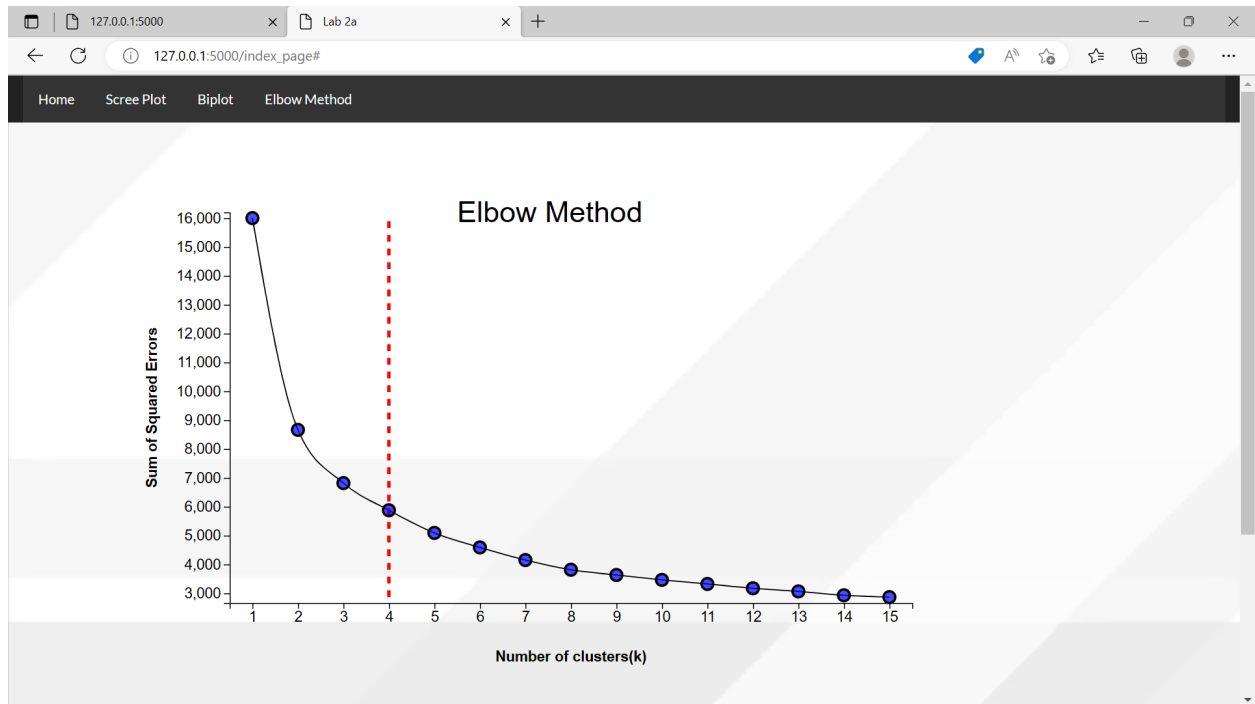 127.0.0.1:5000
Lab 2a
127.0.0.1:5000/index_page#
Home Scree Plot Biplot Elbow Method
Elbow Method
16,000
15,000
14,000
13,000
12,000
11,000
10,000
9,000
8,000
7,000
6,000
5,000
4,000
3,000
Sum of Squared Errors
1 2 3 4 5 6 7 8 9 10 11 12 13 14 15
Number of clusters(k)